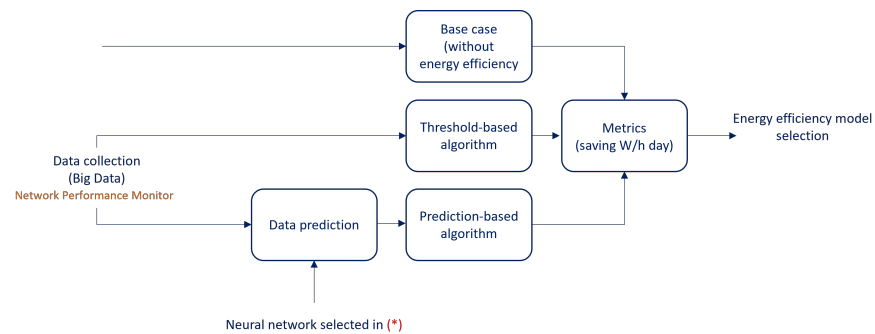 Base case
(without
energy efficiency
Threshold-based
algorithm
Metrics
(saving W/h day)
Energy efficiency model
selection
Data collection
(Big Data)
Network Performance Monitor
Data prediction
Prediction-based
algorithm
Neural network selected in (*)